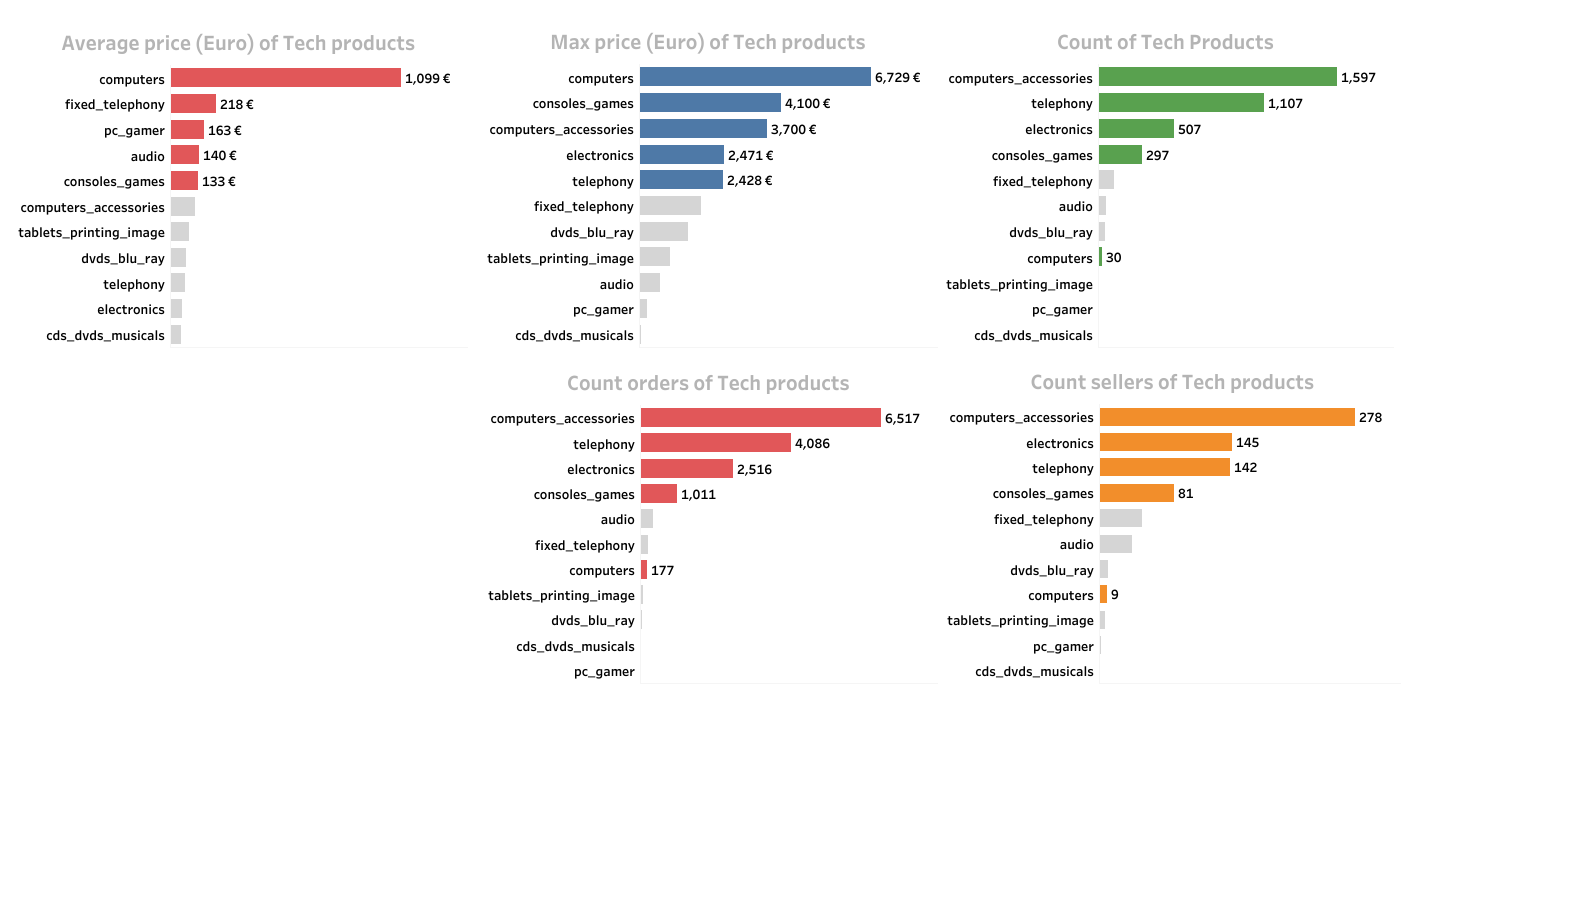 Average price (Euro) of Tech products
computers 1,099 €
fixed_telephony 218 €
pc_gamer 163 €
audio 140 €
consoles_games 133 €
computers_accessories
tablets_printing_image
dvds_blu_ray
telephony
electronics
cds_dvds_musicals
Max price (Euro) of Tech products
computers 6,729 €
consoles_games 4,100 €
computers_accessories 3,700 €
electronics 2,471 €
telephony 2,428 €
fixed_telephony
dvds_blu_ray
tablets_printing_image
audio
pc_gamer
cds_dvds_musicals
Count of Tech Products
computers_accessories 1,597
telephony 1,107
electronics 507
consoles_games 297
fixed_telephony
audio
dvds_blu_ray
computers 30
tablets_printing_image
pc_gamer
cds_dvds_musicals
Count orders of Tech products
computers_accessories 6,517
telephony 4,086
electronics 2,516
consoles_games 1,011
audio
fixed_telephony
computers 177
tablets_printing_image
dvds_blu_ray
cds_dvds_musicals
pc_gamer
Count sellers of Tech products
computers_accessories 278
electronics 145
telephony 142
consoles_games 81
fixed_telephony
audio
dvds_blu_ray
computers 9
tablets_printing_image
pc_gamer
cds_dvds_musicals